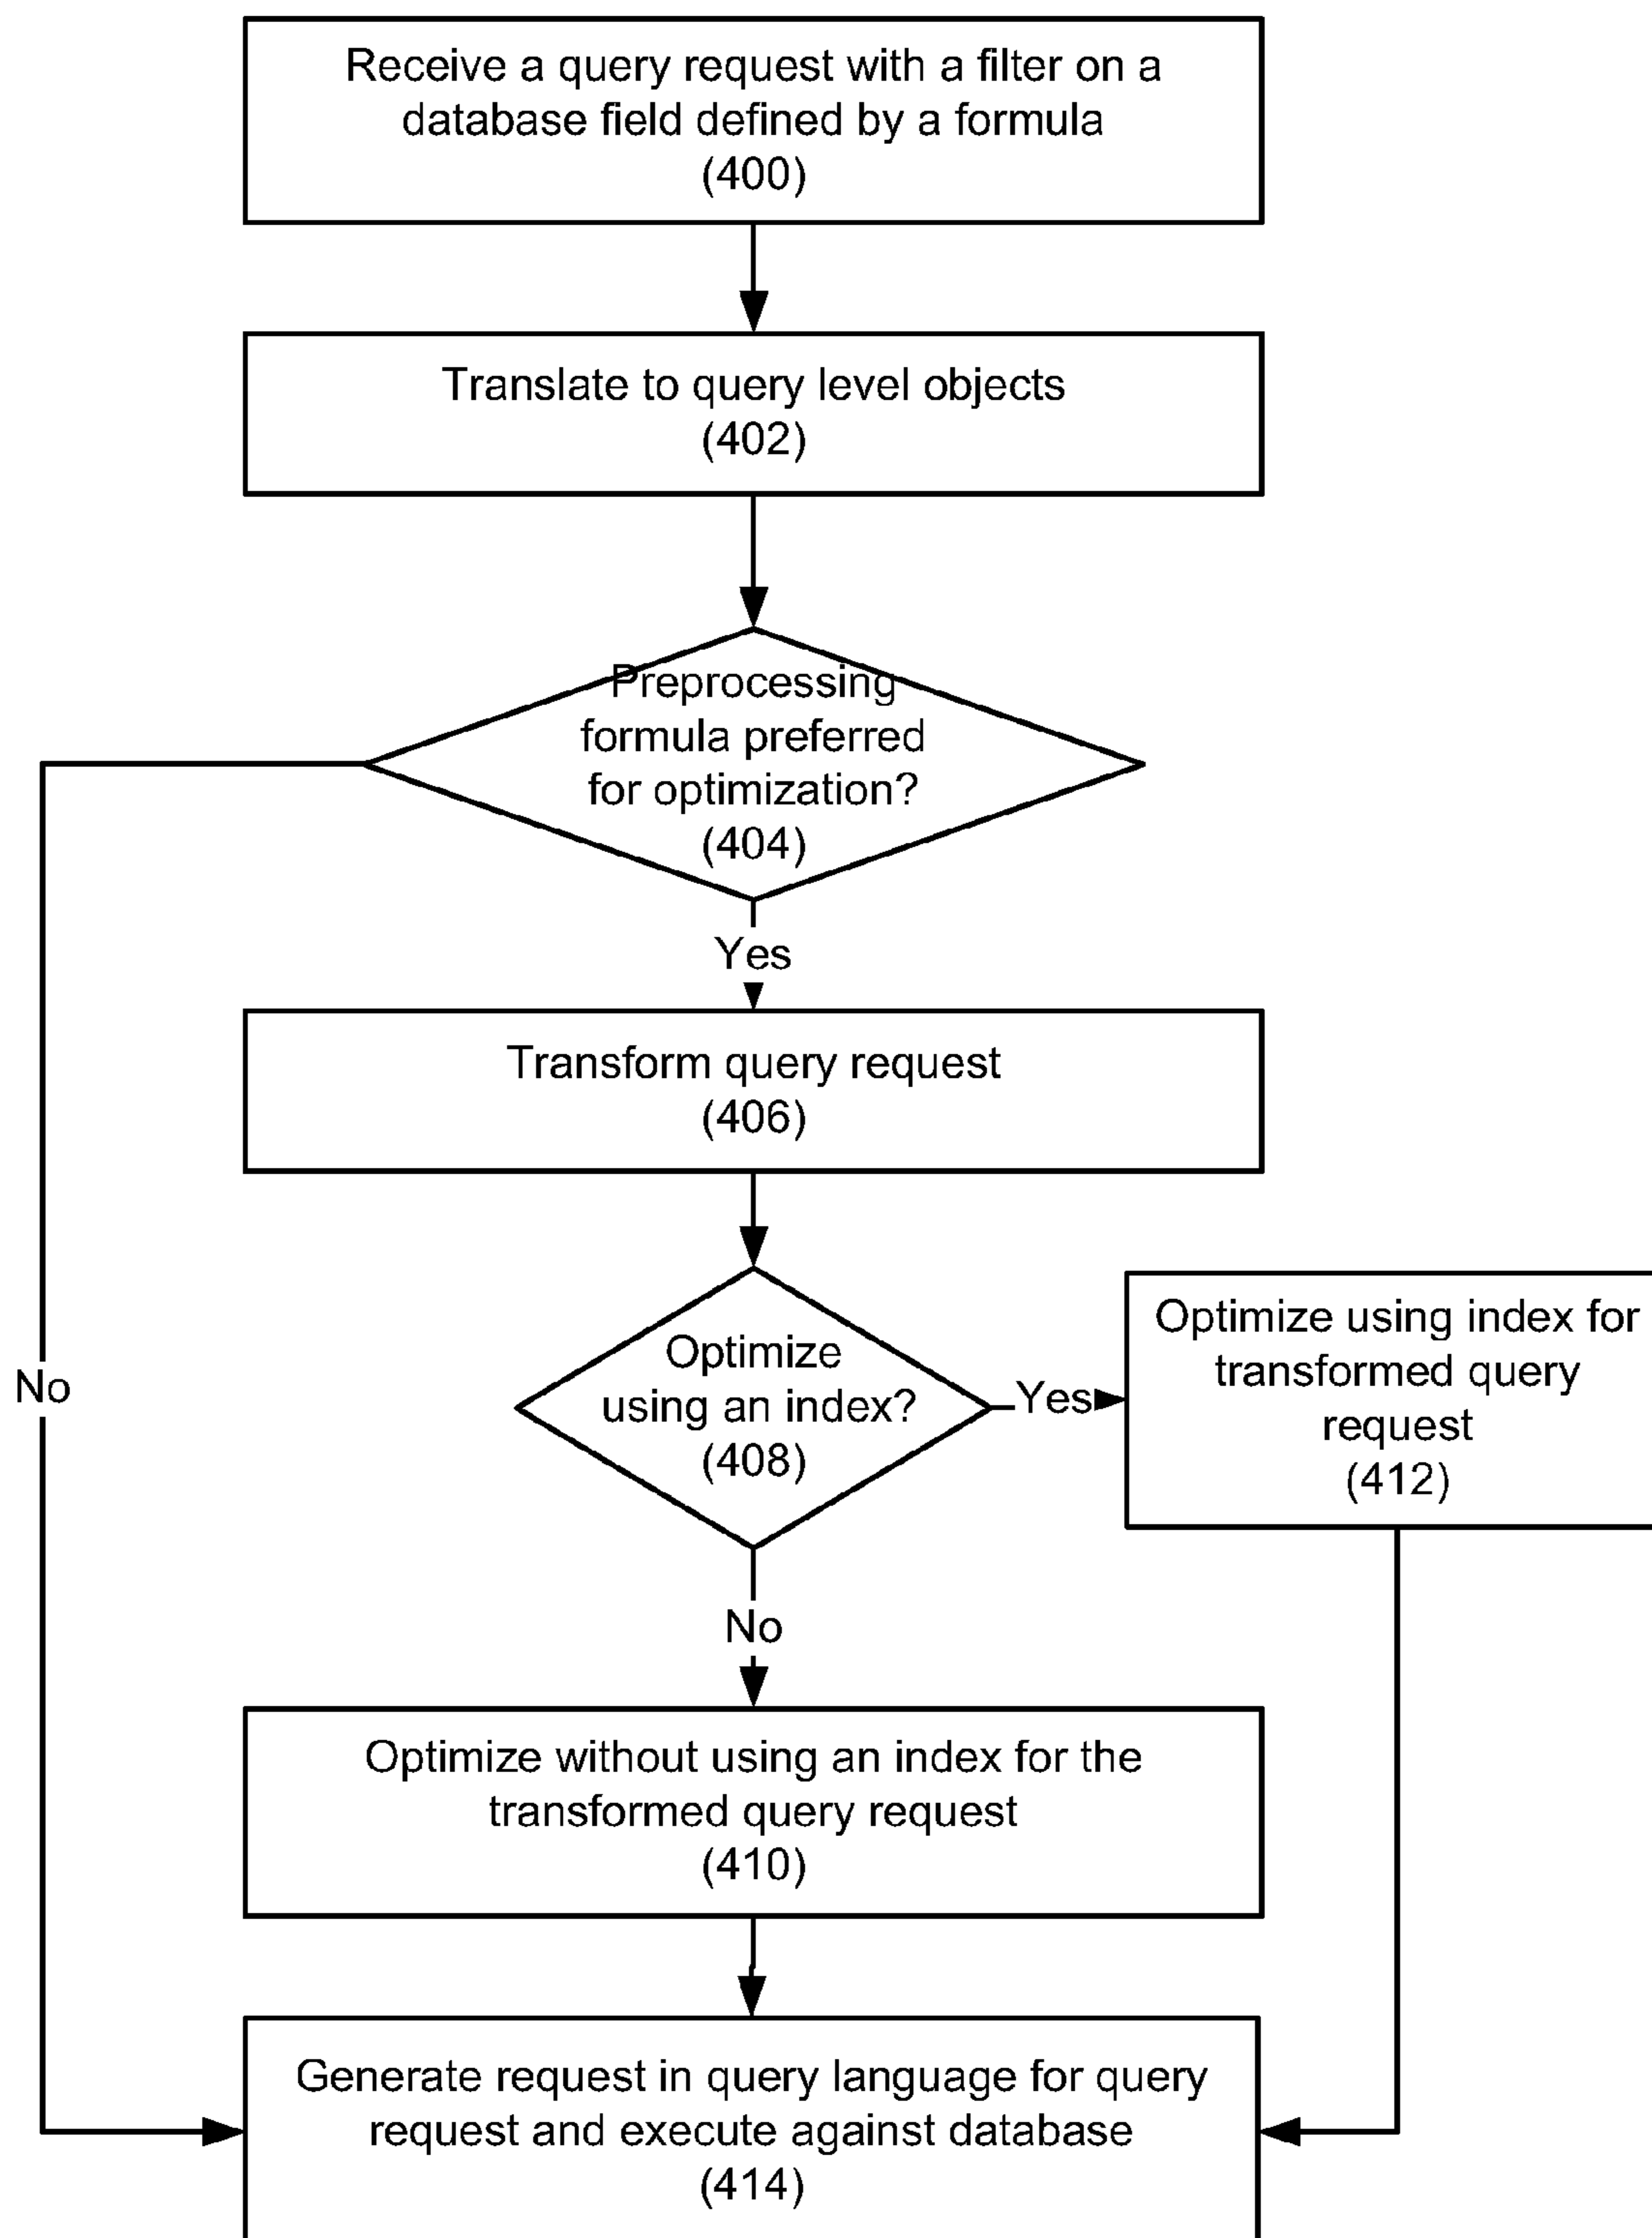 Receive a query request with a filter on a
database field defined by a formula
(400)
Translate to query level objects
(402)
Preprocessing
formula preferred
for optimization?
(404)
Yes
Transform query request
(406)
Optimize
using an index?
(408)
Yes
Optimize using index for
transformed query
request
(412)
No
No
Optimize without using an index for the
transformed query request
(410)
Generate request in query language for query
request and execute against database
(414)